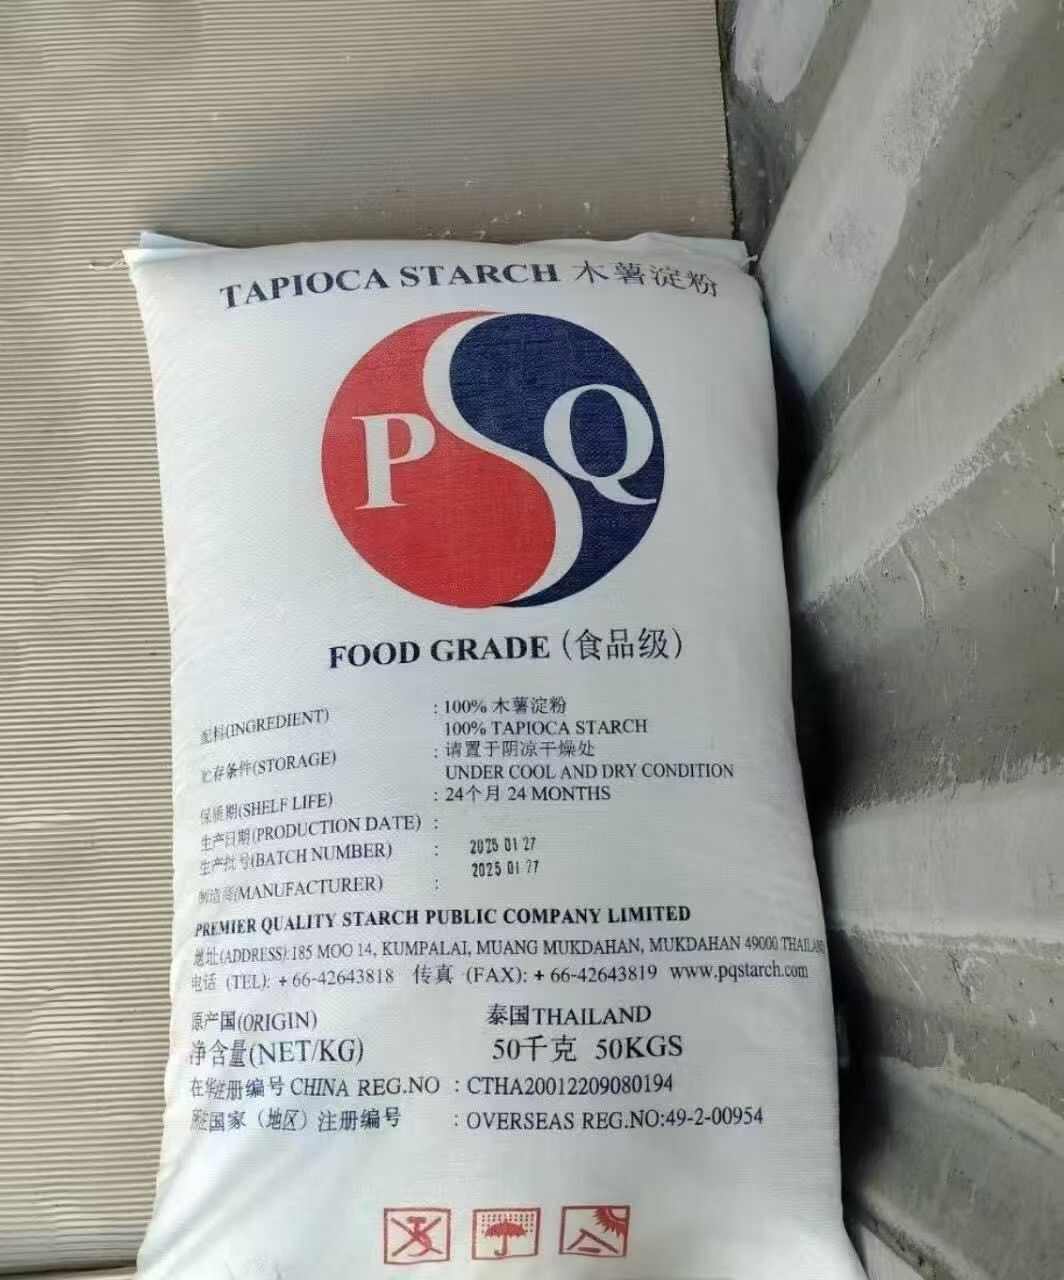 TAPIOCA STARCH 木薯淀粉
P Q
FOOD GRADE (食品级)
配料(INGREDIENT) : 100% 木薯淀粉
100% TAPIOCA STARCH
贮存条件(STORAGE) : 请置于阴凉干燥处
UNDER COOL AND DRY CONDITION
保质期(SHELF LIFE) : 24个月 24 MONTHS
生产日期(PRODUCTION DATE) : 2025 01 27
生产批号(BATCH NUMBER) : 2025 01 27
制造商(MANUFACTURER) :
PREMIER QUALITY STARCH PUBLIC COMPANY LIMITED
地址(ADDRESS):185 MOO 14, KUMPALAI, MUANG MUKDAHAN, MUKDAHAN 49000 THAILAND
电话 (TEL): + 66-42643818 传真 (FAX): + 66-42643819 www.pqstarch.com
原产国(ORIGIN) 泰国THAILAND
净含量(NET/KG) 50千克 50KGS
在华注册编号 CHINA REG.NO : CTHA20012209080194
所在国家（地区）注册编号 : OVERSEAS REG.NO:49-2-00954